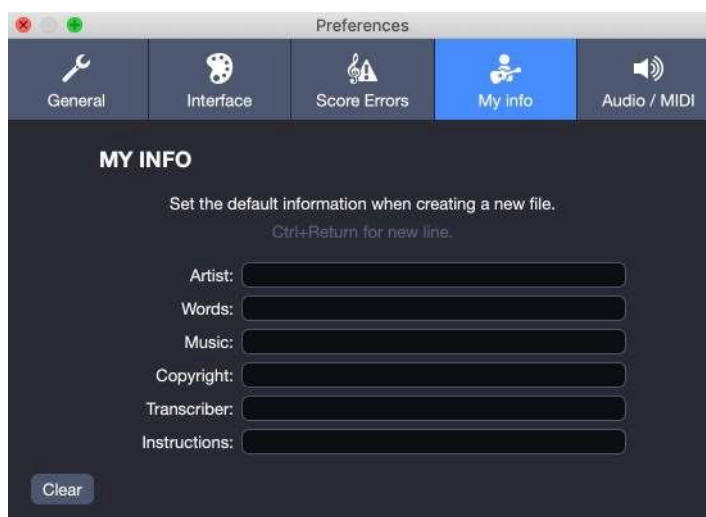 Preferences
General Interface Score Errors My info Audio / MIDI
MY INFO
Set the default information when creating a new file.
Ctrl+Return for new line.
Artist:
Words:
Music:
Copyright:
Transcriber:
Instructions:
Clear